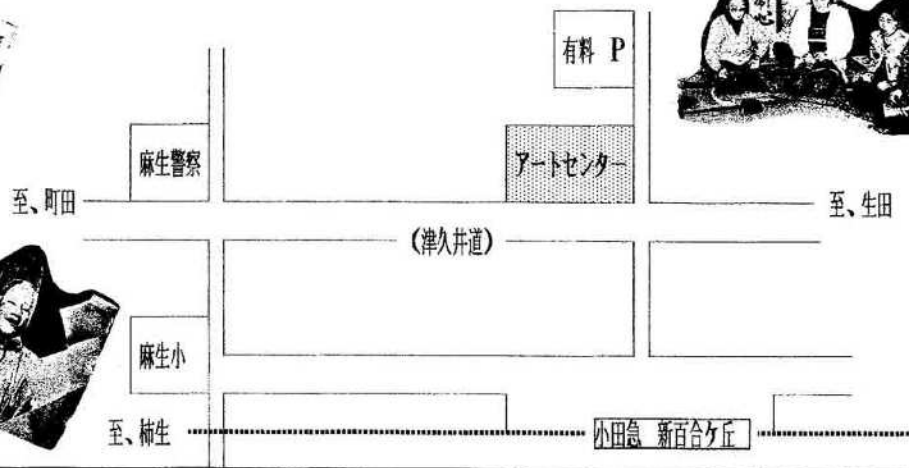 有料 P
麻生警察
アートセンター
至、町田
至、生田
(津久井道)
麻生小
至、柿生
小田急 新百合ケ丘